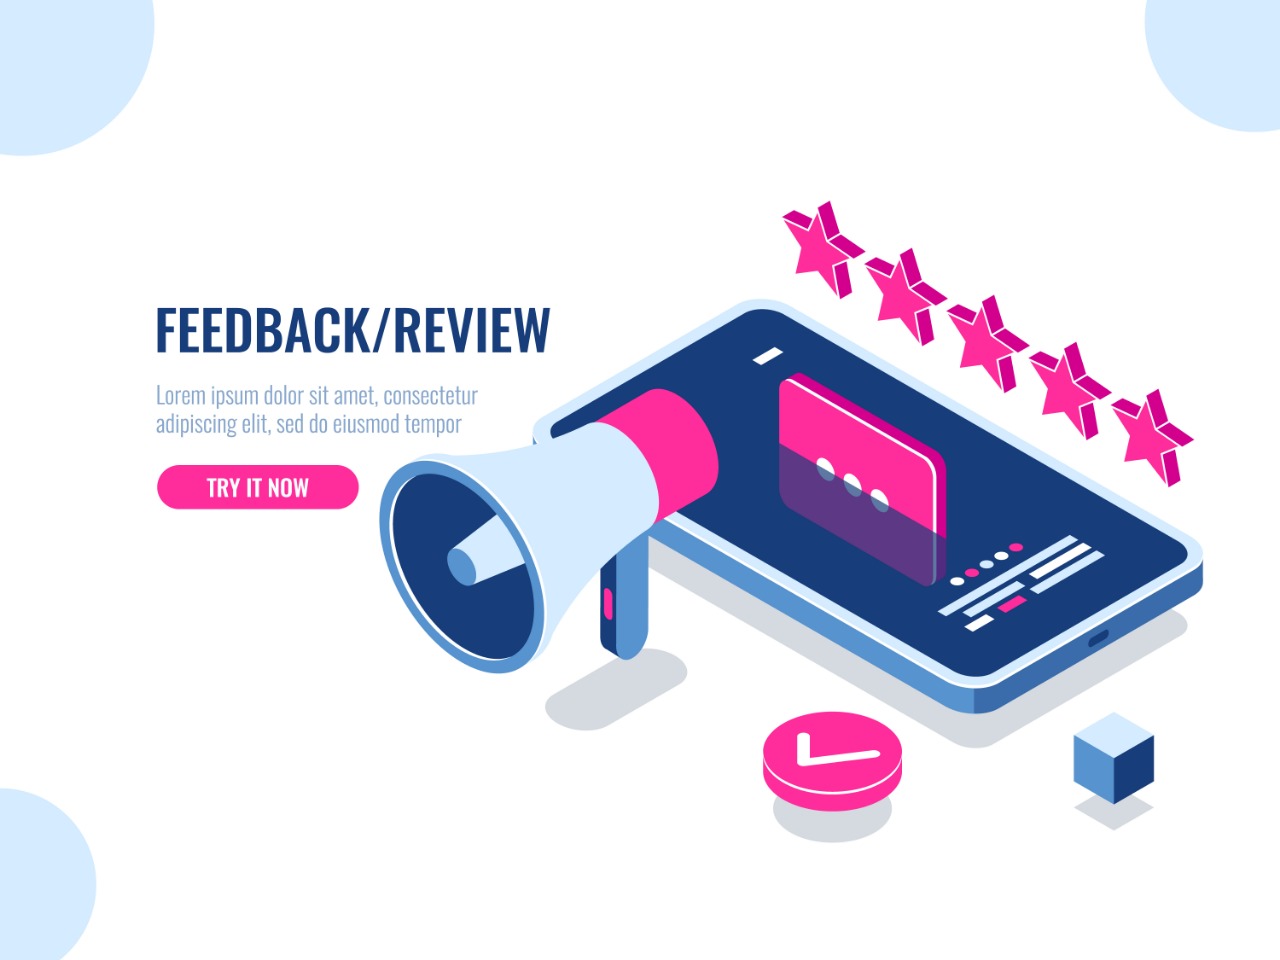 FEEDBACK/REVIEW
Lorem ipsum dolor sit amet, consectetur
adipiscing elit, sed do eiusmod tempor
TRY IT NOW